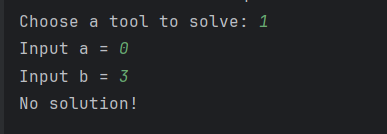 Choose a tool to solve: 1
Input a = 0
Input b = 3
No solution!